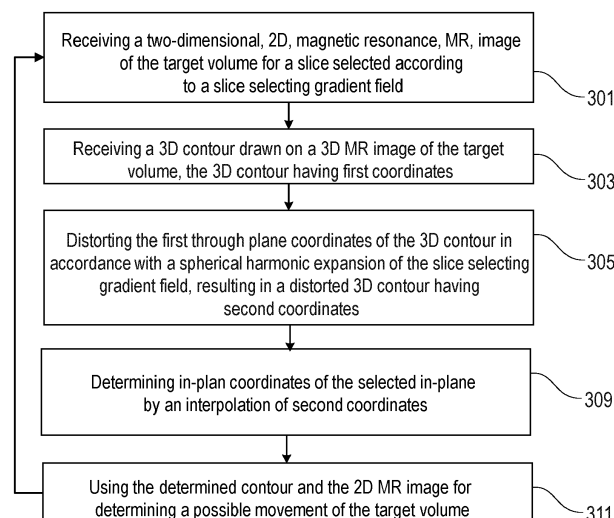 Receiving a two-dimensional, 2D, magnetic resonance, MR, image
of the target volume for a slice selected according
to a slice selecting gradient field
301
Receiving a 3D contour drawn on a 3D MR image of the target
volume, the 3D contour having first coordinates
303
Distorting the first through plane coordinates of the 3D contour in
accordance with a spherical harmonic expansion of the slice selecting
gradient field, resulting in a distorted 3D contour having
second coordinates
305
Determining in-plan coordinates of the selected in-plane
by an interpolation of second coordinates
309
Using the determined contour and the 2D MR image for
determining a possible movement of the target volume
311